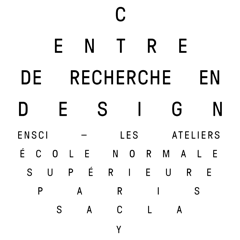 C
ENTRE
DE RECHERCHE EN
DESIGN
ENSCI — LES ATELIERS
ÉCOLE NORMALE
SUPÉRIEURE
PARIS
SACLA
Y